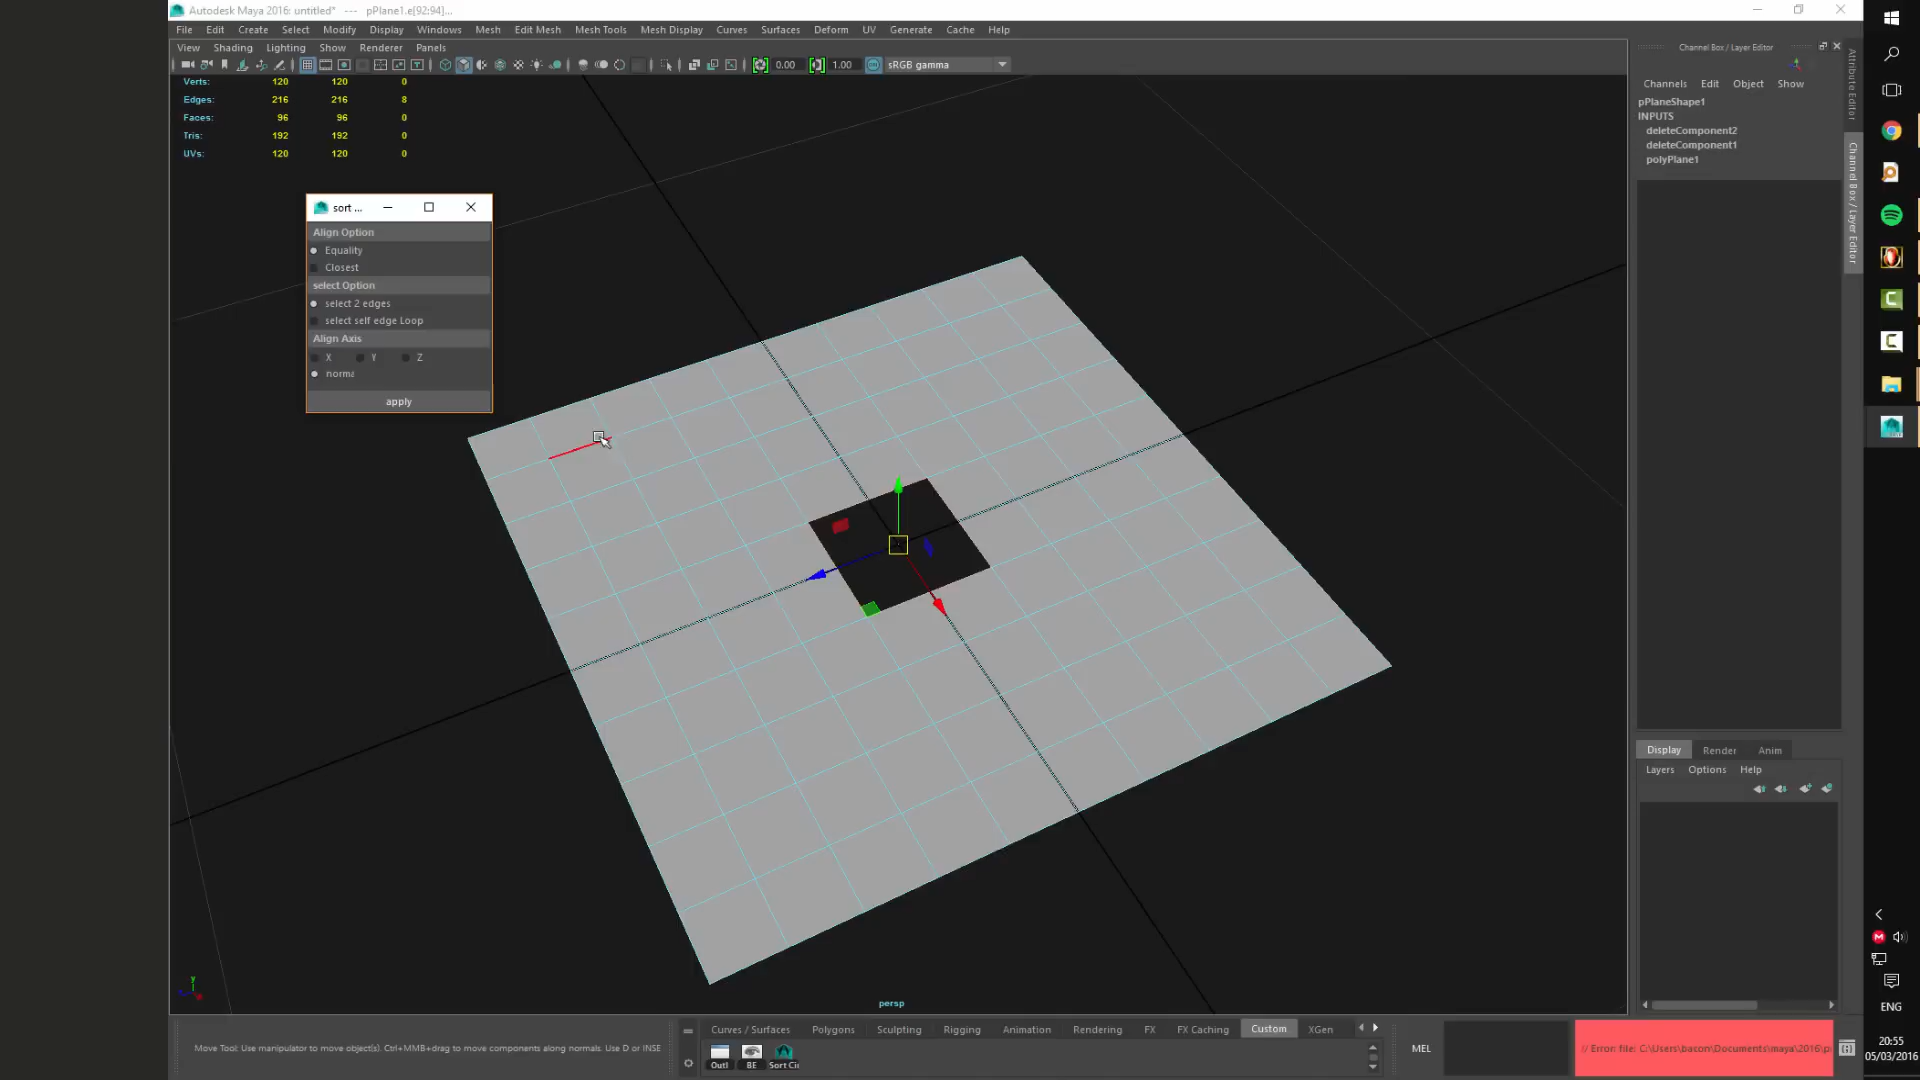 Autodesk Maya 2016: untitled* --- pPlane1.e[92:94]...
File Edit Create Select Modify Display Windows Mesh Edit Mesh Mesh Tools Mesh Display Curves Surfaces Deform UV Generate Cache Help
View Shading Lighting Show Renderer Panels
0.00 1.00 sRGB gamma
Verts: 120 120 0
Edges: 216 216 8
Faces: 96 96 0
Tris: 192 192 0
UVs: 120 120 0
sort ...
Align Option
Equality
Closest
select Option
select 2 edges
select self edge Loop
Align Axis
X Y Z
norma
apply
y
persp
Channel Box / Layer Editor
Channels Edit Object Show
pPlaneShape1
INPUTS
deleteComponent2
deleteComponent1
polyPlane1
Attribute Editor
Channel Box / Layer Editor
Display Render Anim
Layers Options Help
Curves / Surfaces Polygons Sculpting Rigging Animation Rendering FX FX Caching Custom XGen
Outl BE Sort Ci
Move Tool: Use manipulator to move object(s). Ctrl+MMB+drag to move components along normals. Use D or INSE
MEL
// Error: file: C:\Users\bacon\Documents\maya\2016\p
ENG
20:55
05/03/2016